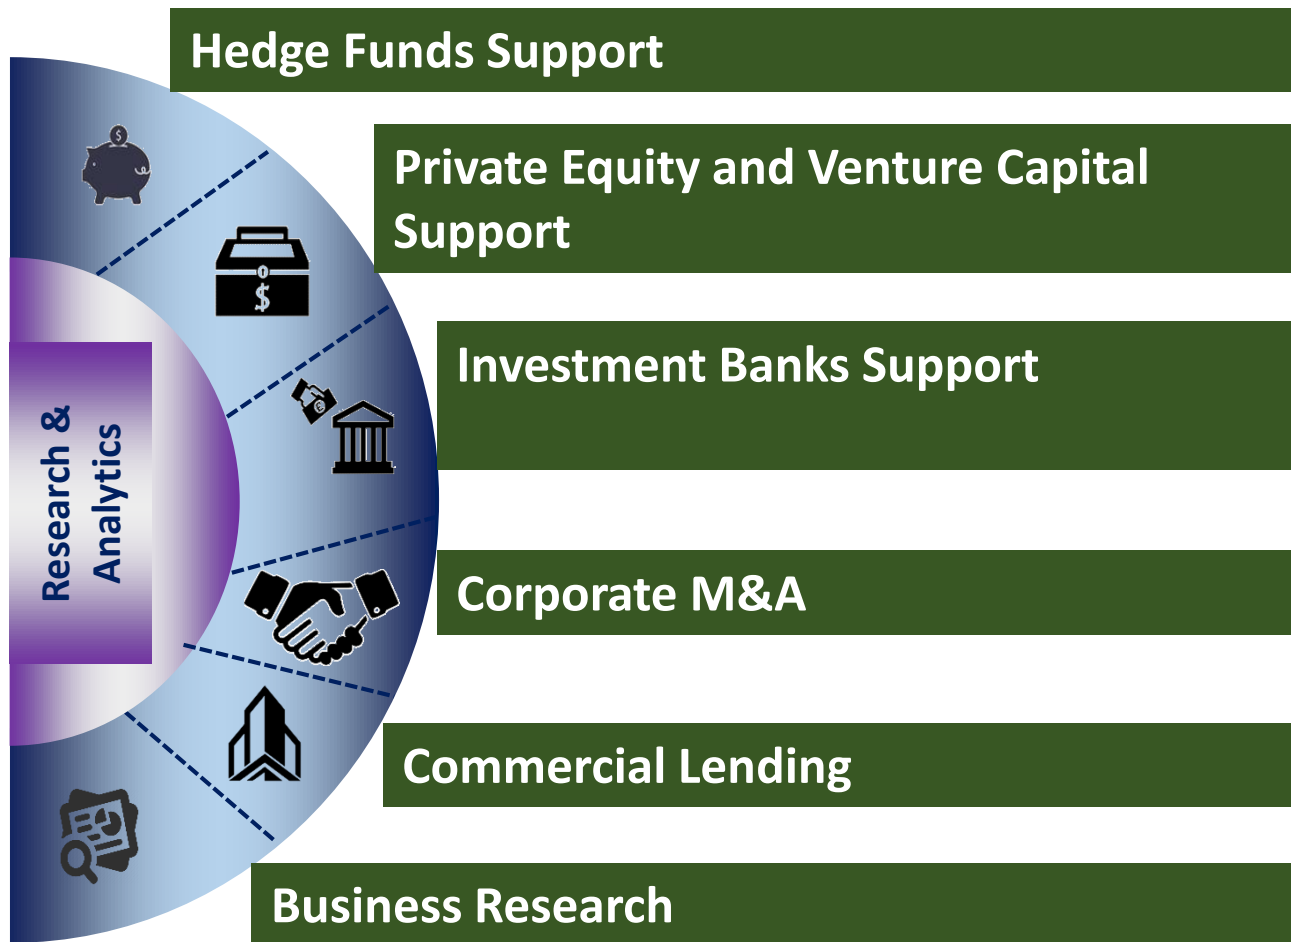 Hedge Funds Support
Private Equity and Venture Capital
Support
Investment Banks Support
Research &
Analytics
Corporate M&A
Commercial Lending
Business Research
$
$